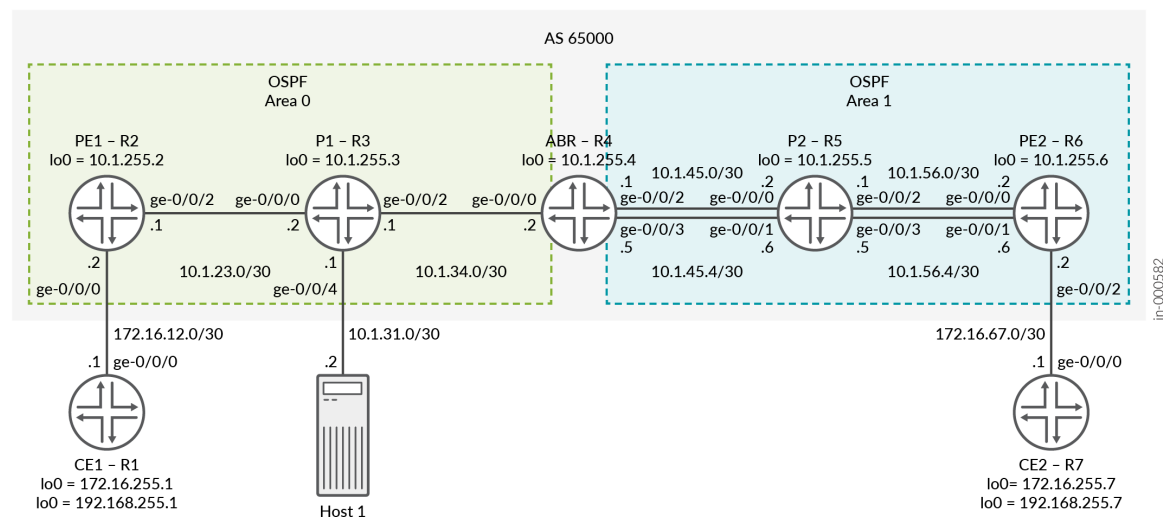 AS 65000
OSPF
Area 0
OSPF
Area 1
PE1 – R2
lo0 = 10.1.255.2
P1 – R3
lo0 = 10.1.255.3
ABR – R4
lo0 = 10.1.255.4
P2 – R5
lo0 = 10.1.255.5
PE2 – R6
lo0 = 10.1.255.6
ge-0/0/2
.1
ge-0/0/0
.2
ge-0/0/2
.1
ge-0/0/0
.2
.1
10.1.45.0/30
.2
ge-0/0/2
ge-0/0/0
ge-0/0/3
ge-0/0/1
.5
.6
10.1.45.4/30
.1
10.1.56.0/30
.2
ge-0/0/2
ge-0/0/0
ge-0/0/3
ge-0/0/1
.5
.6
10.1.56.4/30
.2
ge-0/0/0
10.1.23.0/30
.1
ge-0/0/4
10.1.34.0/30
.2
ge-0/0/2
172.16.12.0/30
.1
ge-0/0/0
10.1.31.0/30
.2
172.16.67.0/30
.1
ge-0/0/0
CE1 – R1
lo0 = 172.16.255.1
lo0 = 192.168.255.1
Host 1
CE2 – R7
lo0= 172.16.255.7
lo0 = 192.168.255.7
in-000582